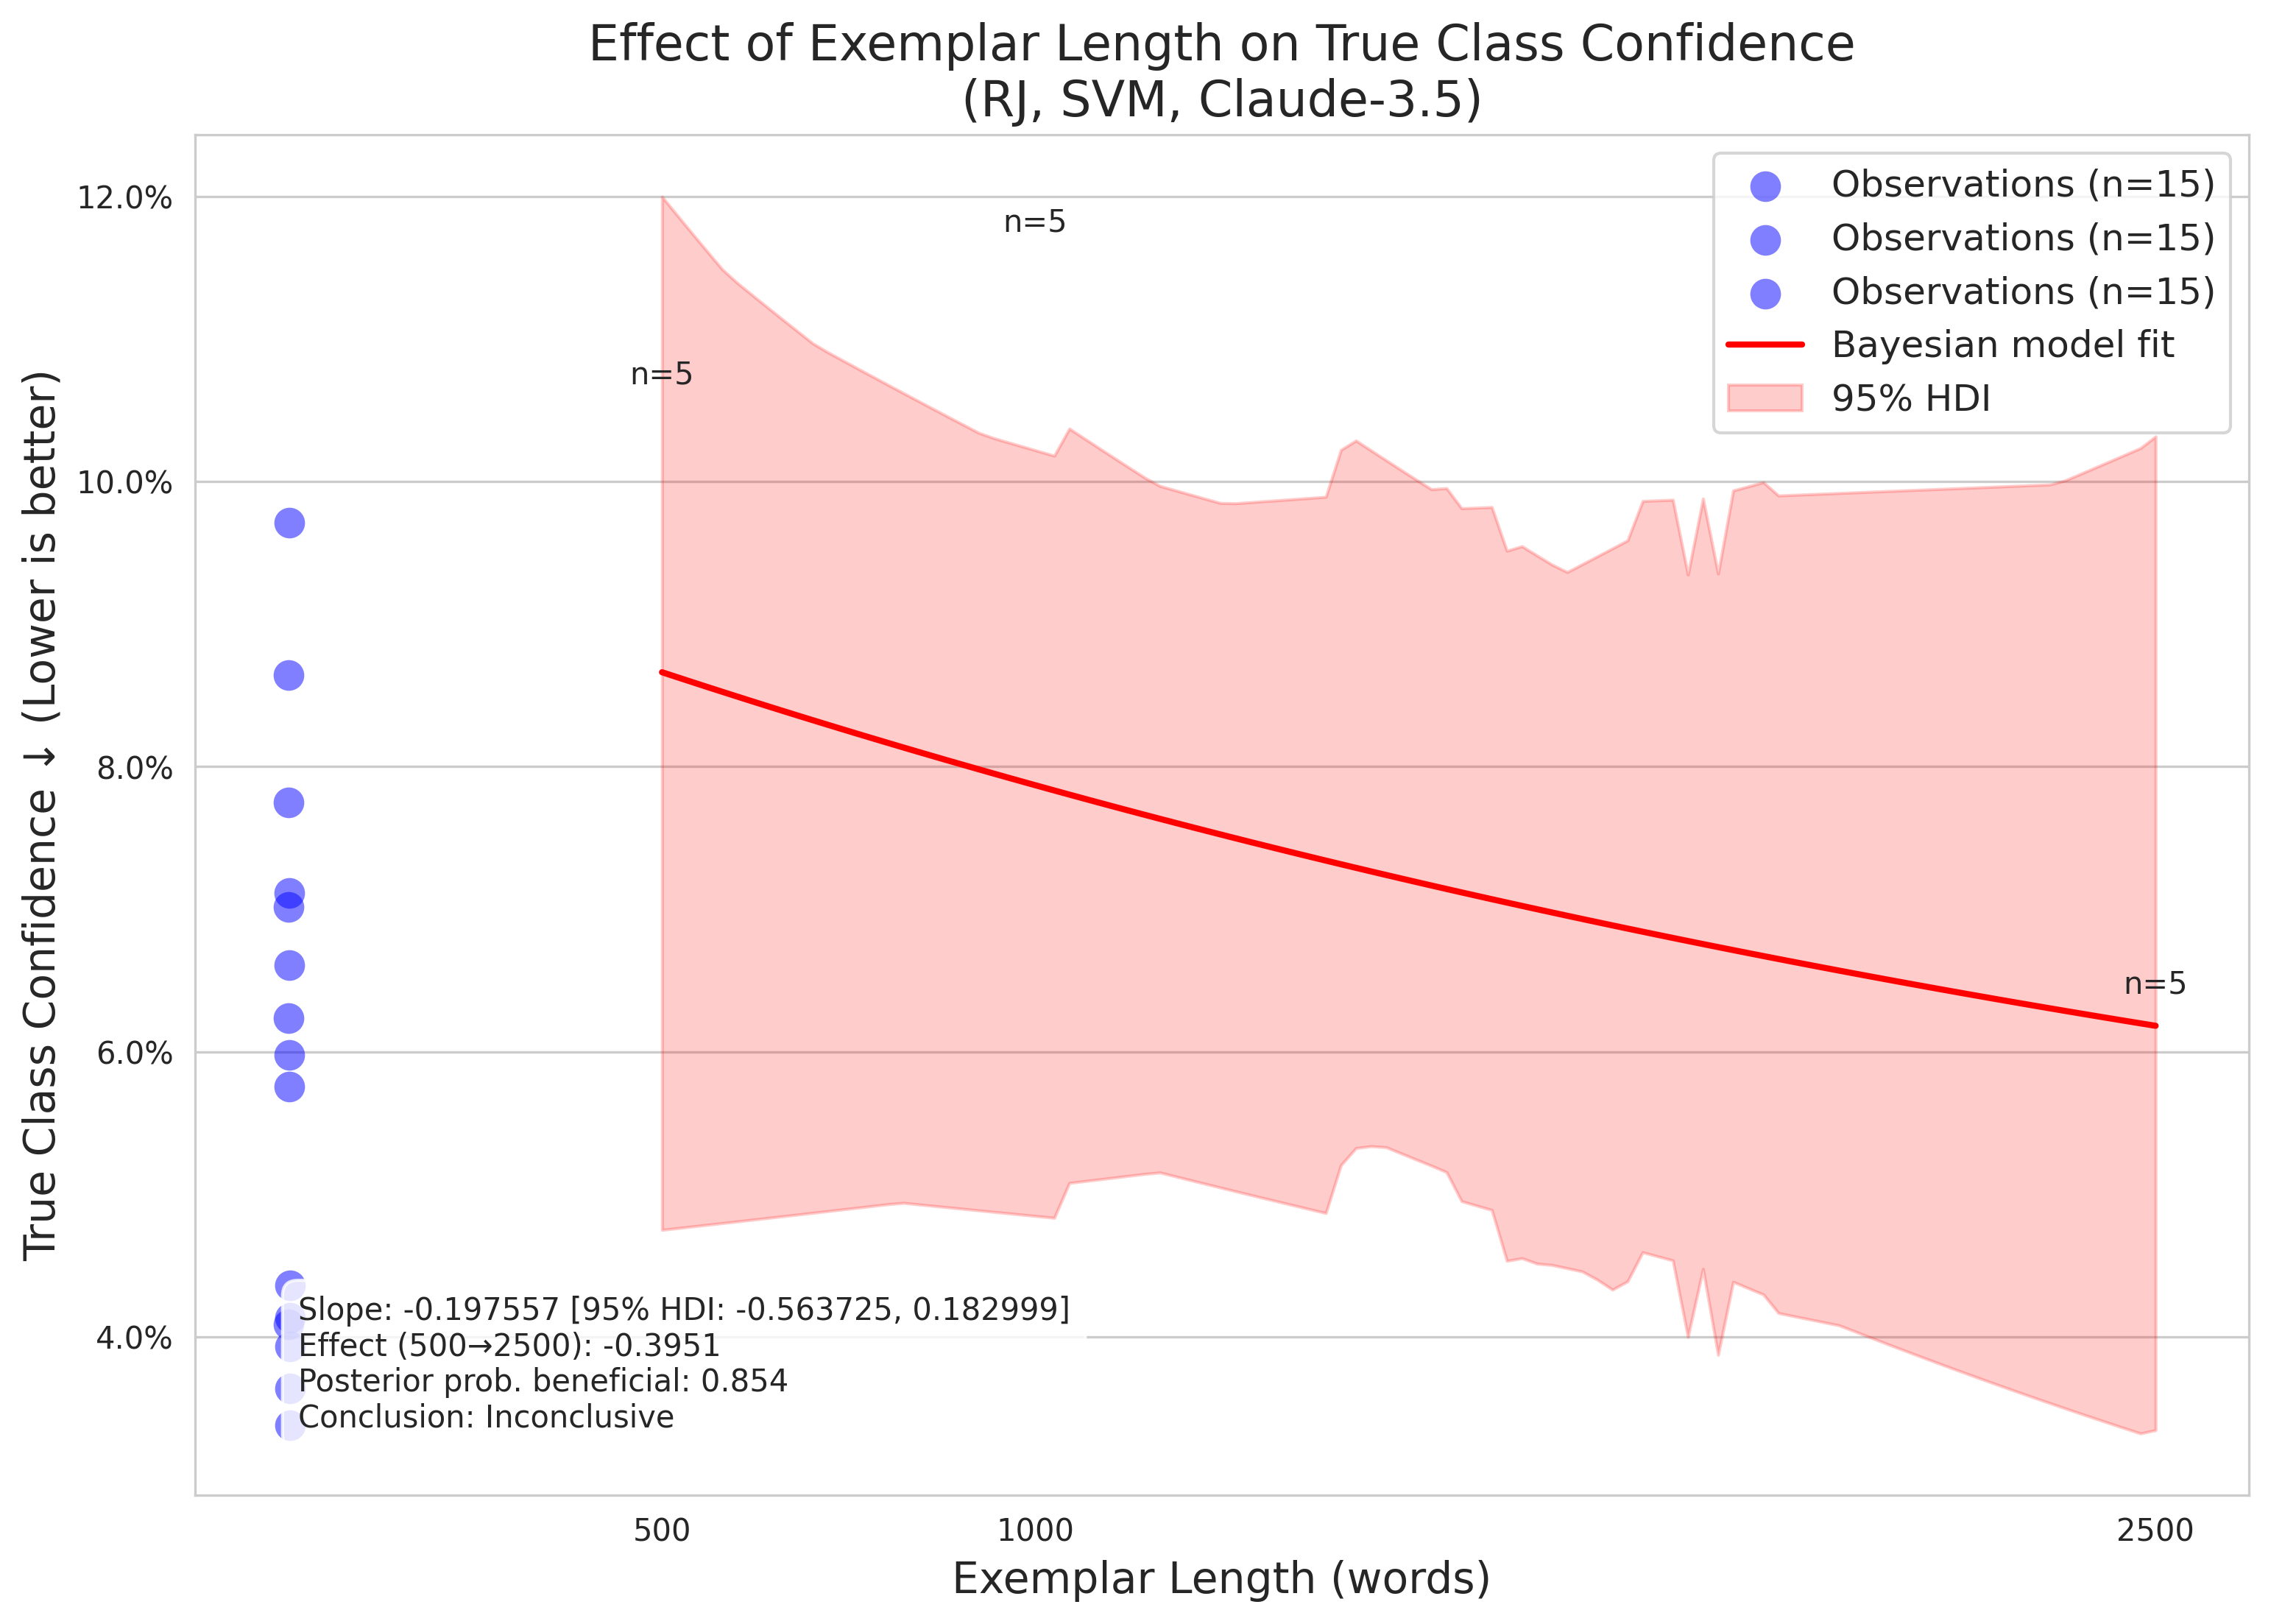 Effect of Exemplar Length on True Class Confidence
(RJ, SVM, Claude-3.5)
True Class Confidence ↓ (Lower is better)
12.0%
10.0%
8.0%
6.0%
4.0%
n=5
n=5
n=5
Observations (n=15)
Observations (n=15)
Observations (n=15)
Bayesian model fit
95% HDI
Slope: -0.197557 [95% HDI: -0.563725, 0.182999]
Effect (500→2500): -0.3951
Posterior prob. beneficial: 0.854
Conclusion: Inconclusive
500
1000
2500
Exemplar Length (words)